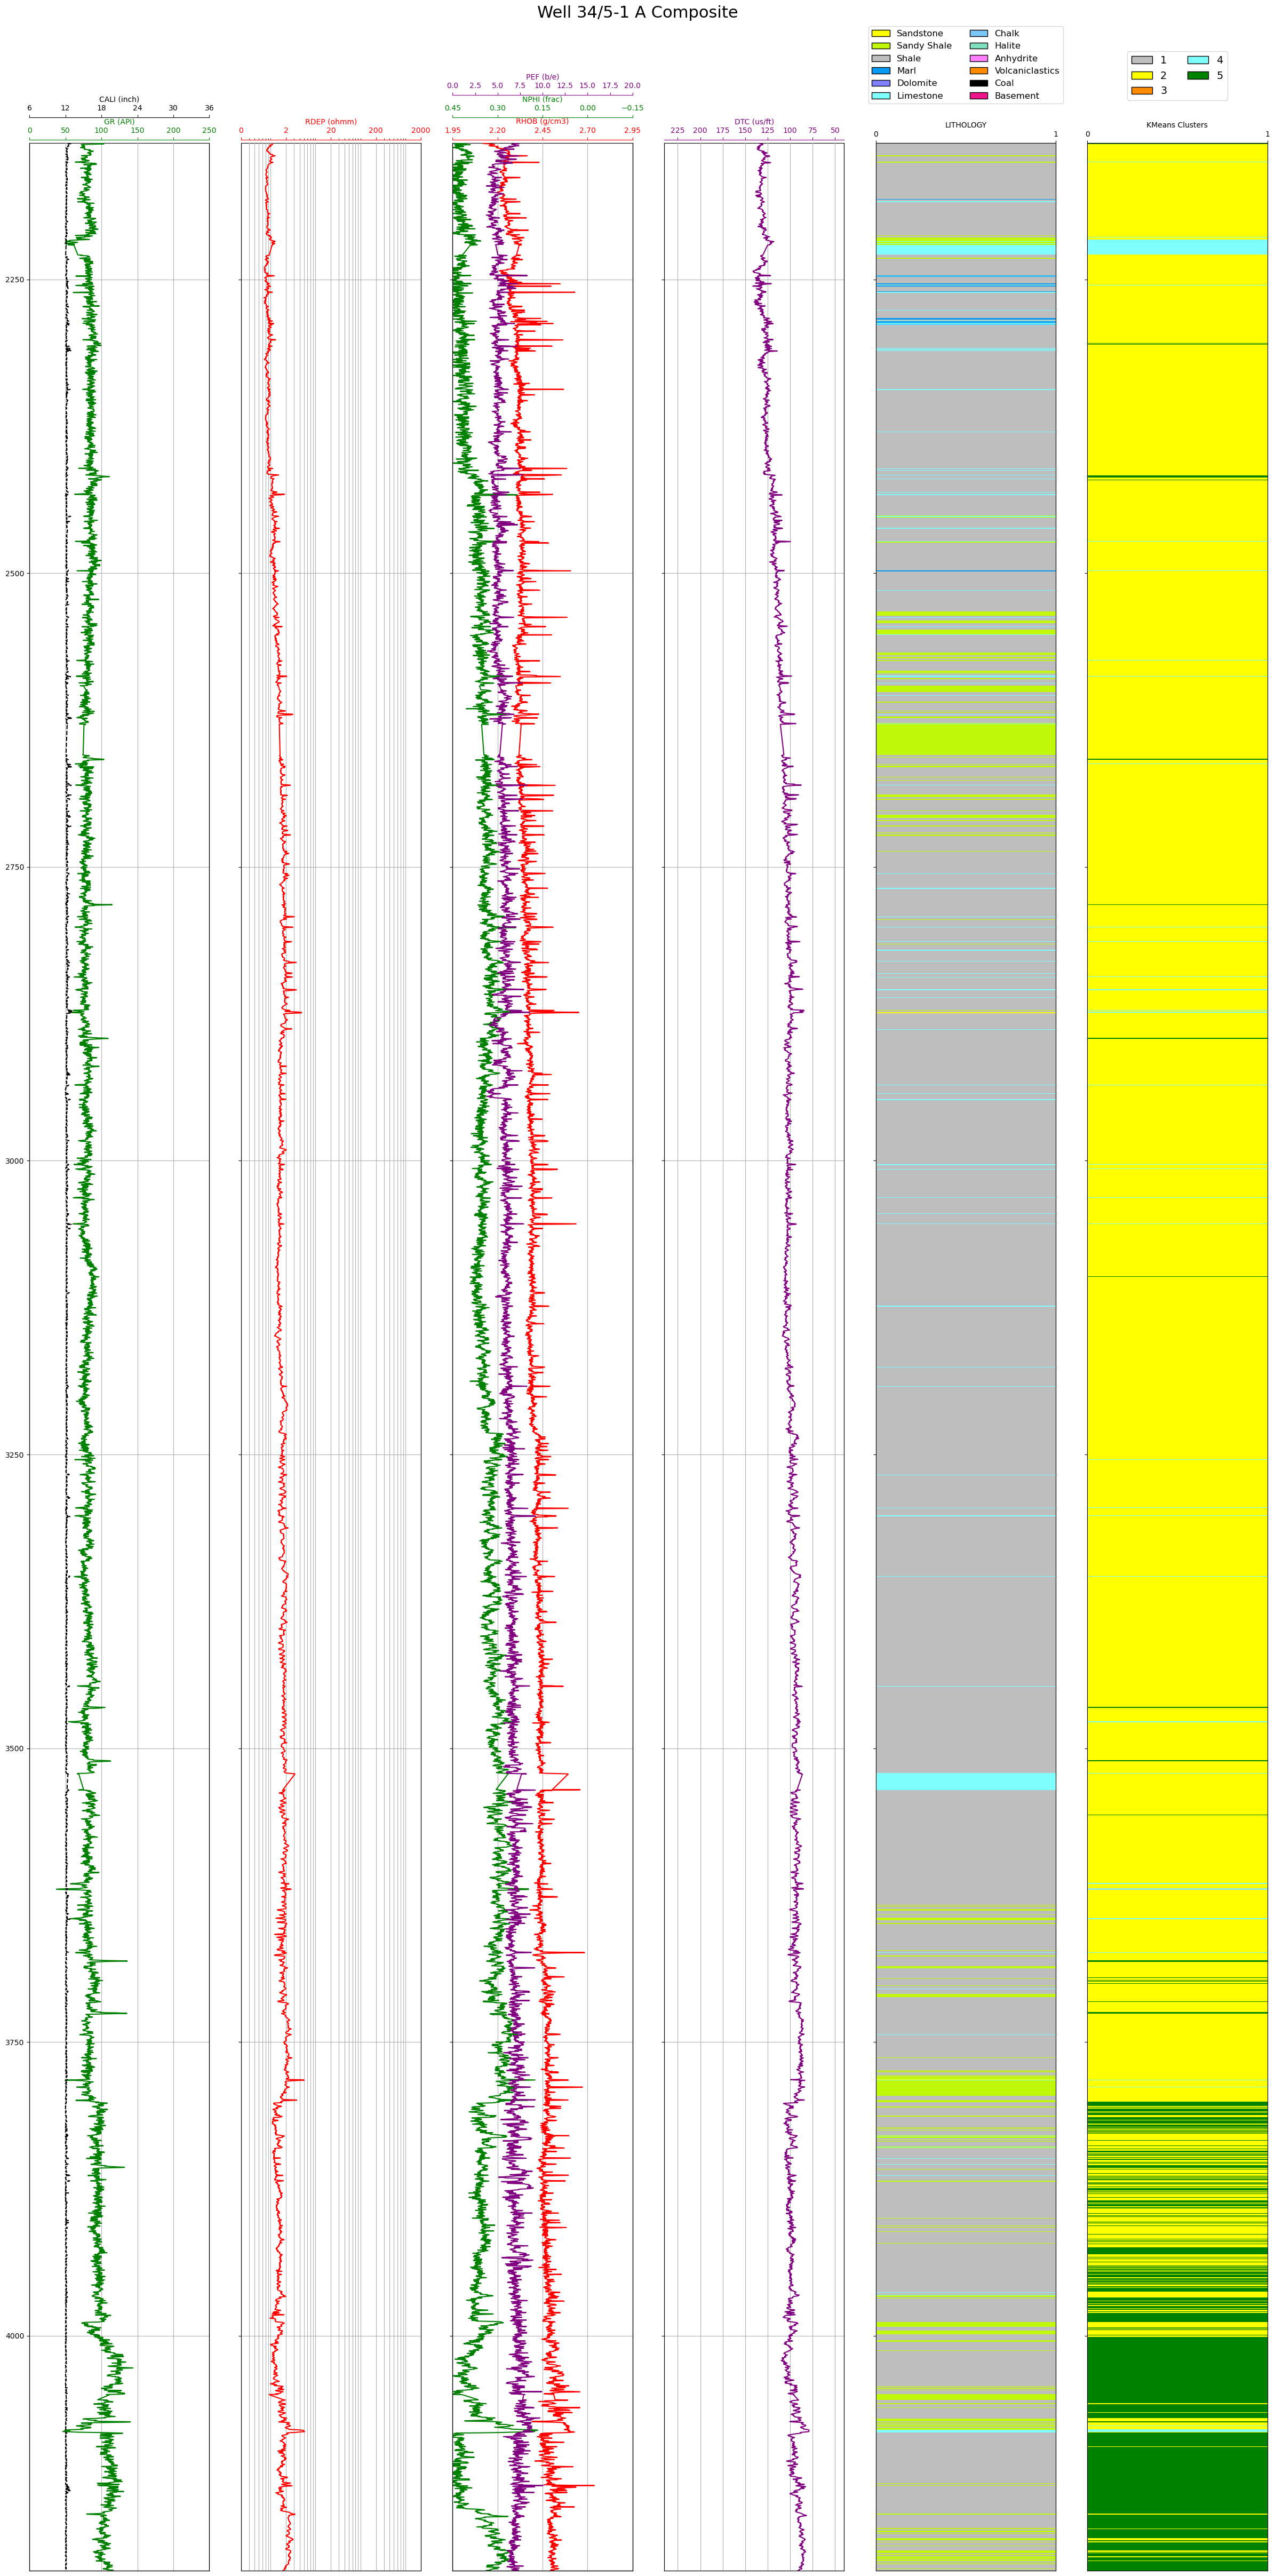 Well 34/5-1 A Composite
Sandstone
Sandy Shale
Shale
Marl
Dolomite
Limestone
Chalk
Halite
Anhydrite
Volcaniclastics
Coal
Basement
1
2
3
4
5
CALI (inch)
6 12 18 24 30 36
GR (API)
0 50 100 150 200 250
RDEP (ohmm)
0 2 20 200 2000
PEF (b/e)
0.0 2.5 5.0 7.5 10.0 12.5 15.0 17.5 20.0
NPHI (frac)
0.45 0.30 0.15 0.00 −0.15
RHOB (g/cm3)
1.95 2.20 2.45 2.70 2.95
DTC (us/ft)
225 200 175 150 125 100 75 50
LITHOLOGY
0 1
KMeans Clusters
0 1
2250
2500
2750
3000
3250
3500
3750
4000